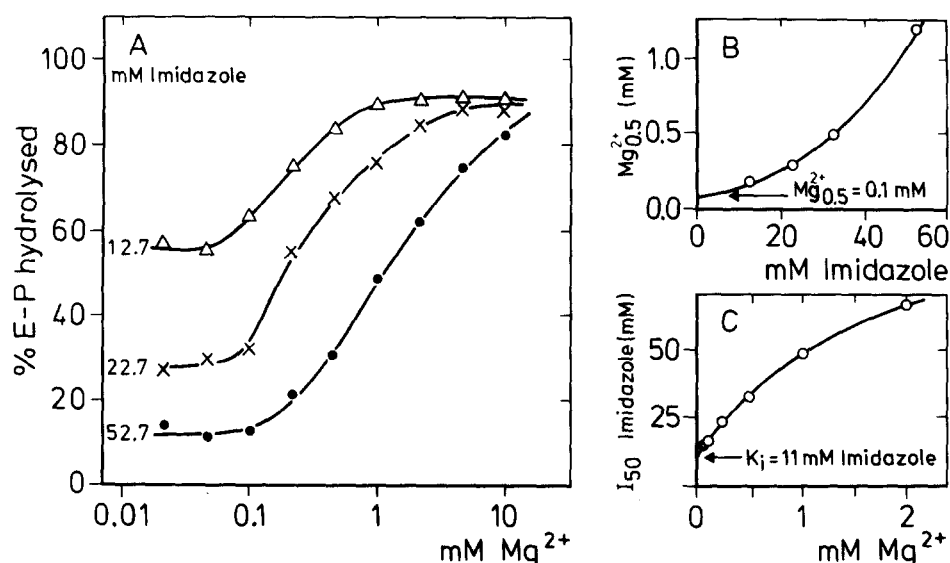 A
mM Imidazole
100
80
60
40
20
0
% E-P hydrolysed
12.7
22.7
52.7
0.01 0.1 1 10
mM Mg2+
B
1.0
0.5
0.0
Mg2+0.5 (mM)
Mg2+0.5 = 0.1 mM
0 20 40 60
mM Imidazole
C
50
25
I50 Imidazole (mM)
Ki = 11 mM Imidazole
0 1 2
mM Mg2+